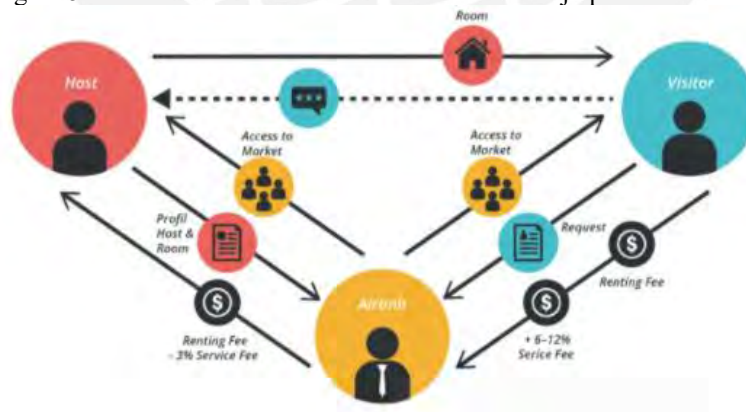 Room
Host
Visitor
Access to
Market
Access to
Market
Profil
Host &
Room
Request
Renting Fee
Renting Fee
- 3% Service Fee
+ 6-12%
Serice Fee
Airbnb